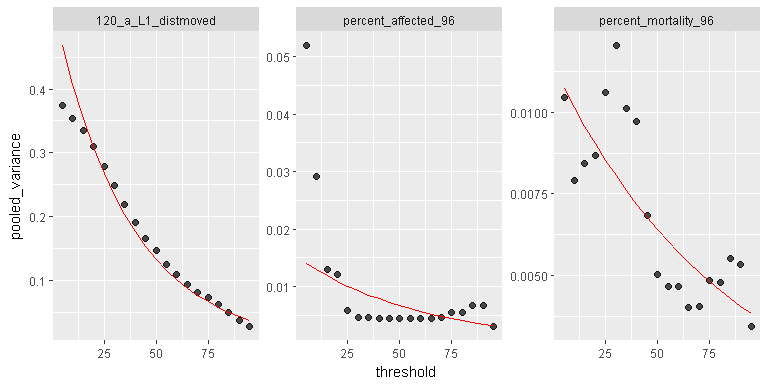 120_a_L1_distmoved
percent_affected_96
percent_mortality_96
pooled_variance
0.4
0.3
0.2
0.1
0.05
0.04
0.03
0.02
0.01
0.0100
0.0075
0.0050
25 50 75
25 50 75
25 50 75
threshold